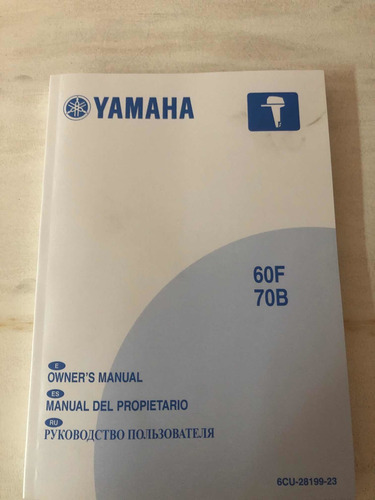 YAMAHA
60F
70B
E
OWNER'S MANUAL
ES
MANUAL DEL PROPIETARIO
RU
РУКОВОДСТВО ПОЛЬЗОВАТЕЛЯ
6CU-28199-23